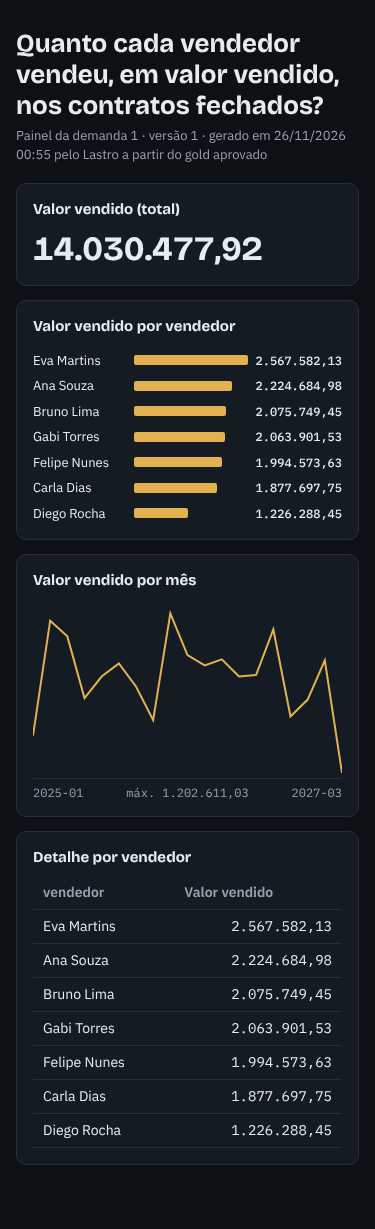 Quanto cada vendedor
vendeu, em valor vendido,
nos contratos fechados?
Painel da demanda 1 · versão 1 · gerado em 26/11/2026
00:55 pelo Lastro a partir do gold aprovado
Valor vendido (total)
14.030.477,92
Valor vendido por vendedor
Eva Martins 2.567.582,13
Ana Souza 2.224.684,98
Bruno Lima 2.075.749,45
Gabi Torres 2.063.901,53
Felipe Nunes 1.994.573,63
Carla Dias 1.877.697,75
Diego Rocha 1.226.288,45
Valor vendido por mês
2025-01 máx. 1.202.611,03 2027-03
Detalhe por vendedor
vendedor Valor vendido
Eva Martins 2.567.582,13
Ana Souza 2.224.684,98
Bruno Lima 2.075.749,45
Gabi Torres 2.063.901,53
Felipe Nunes 1.994.573,63
Carla Dias 1.877.697,75
Diego Rocha 1.226.288,45